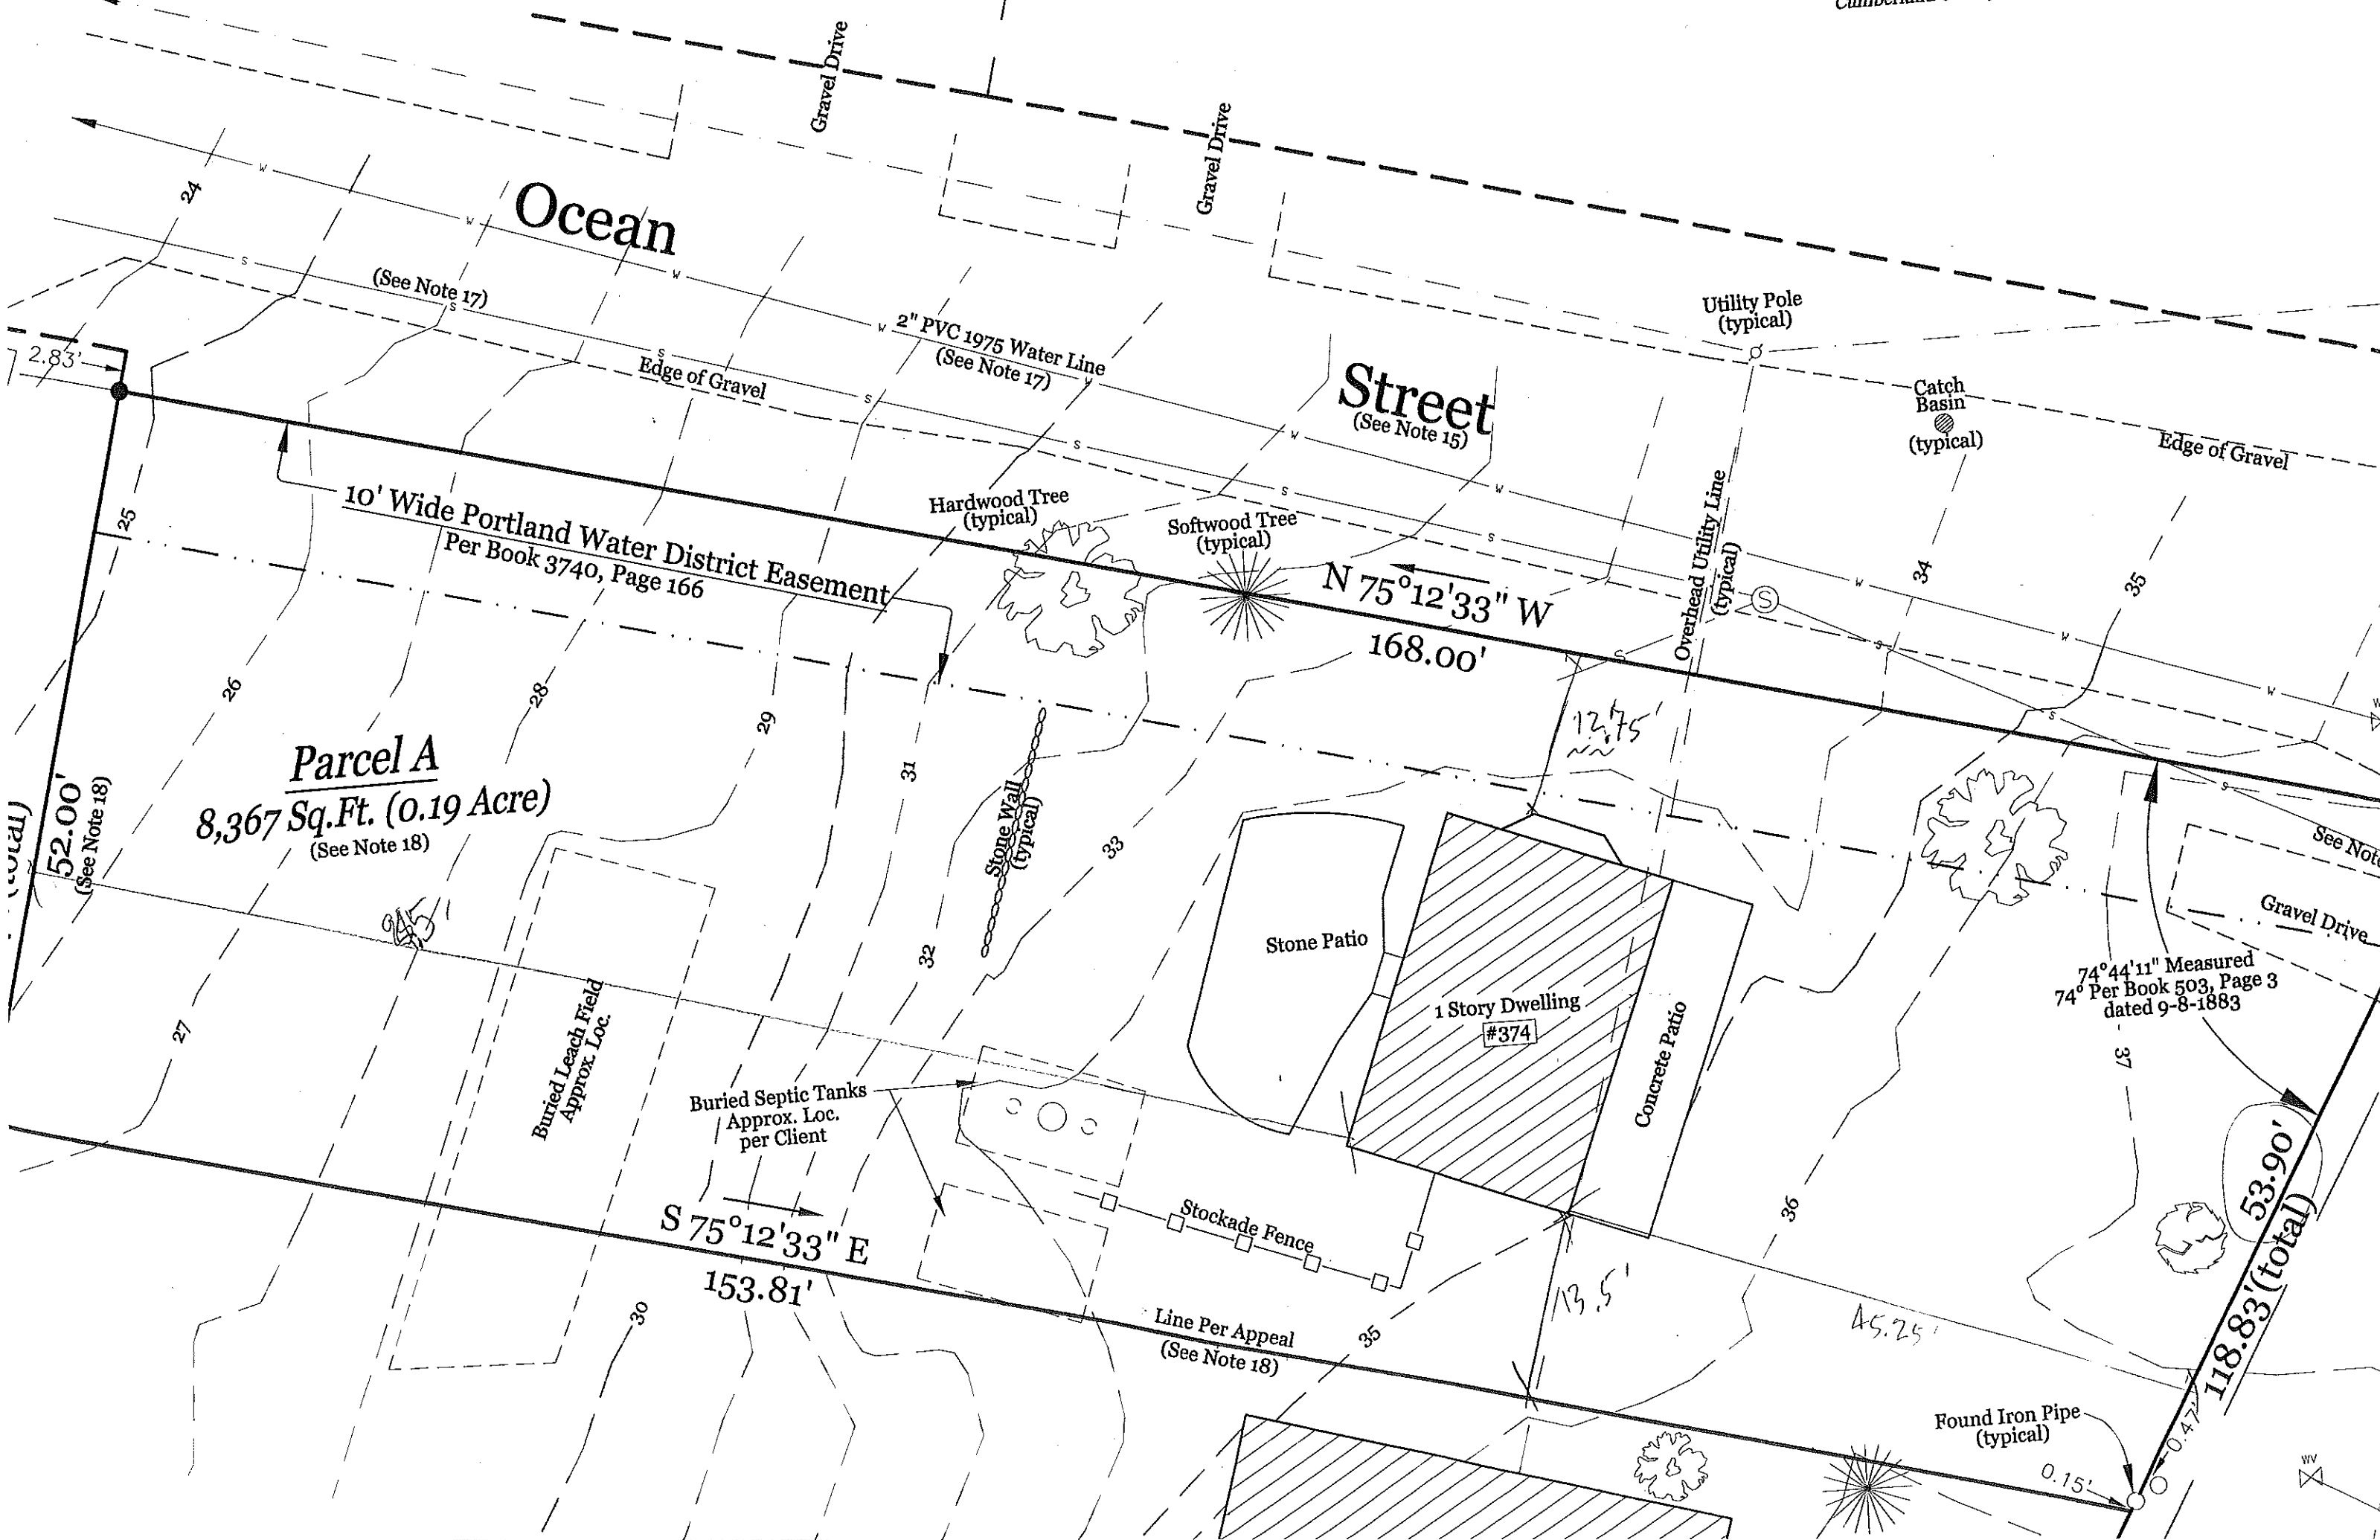 Gravel Drive
Gravel Drive
24
Ocean
(See Note 17)
2" PVC 1975 Water Line
(See Note 17)
Edge of Gravel
Street
(See Note 15)
Utility Pole
(typical)
Catch
Basin
(typical)
Edge of Gravel
2.83'
10' Wide Portland Water District Easement
Per Book 3740, Page 166
Hardwood Tree
(typical)
Softwood Tree
(typical)
N 75°12'33" W
168.00'
Overhead Utility Line
(typical)
S
34
35
25
26
28
29
31
33
32
27
Parcel A
8,367 Sq.Ft. (0.19 Acre)
(See Note 18)
52.00'
(See Note 18)
Stone Wall
(typical)
12.75'
Stone Patio
1 Story Dwelling
#374
Concrete Patio
Gravel Drive
74°44'11" Measured
74° Per Book 503, Page 3
dated 9-8-1883
37
Buried Leach Field
Approx. Loc.
Buried Septic Tanks
Approx. Loc.
per Client
Stockade Fence
36
53.90'
118.83'(total)
S 75°12'33" E
153.81'
30
Line Per Appeal
(See Note 18)
35
13.5'
45.25'
Found Iron Pipe
(typical)
0.47'
0.15'
WV